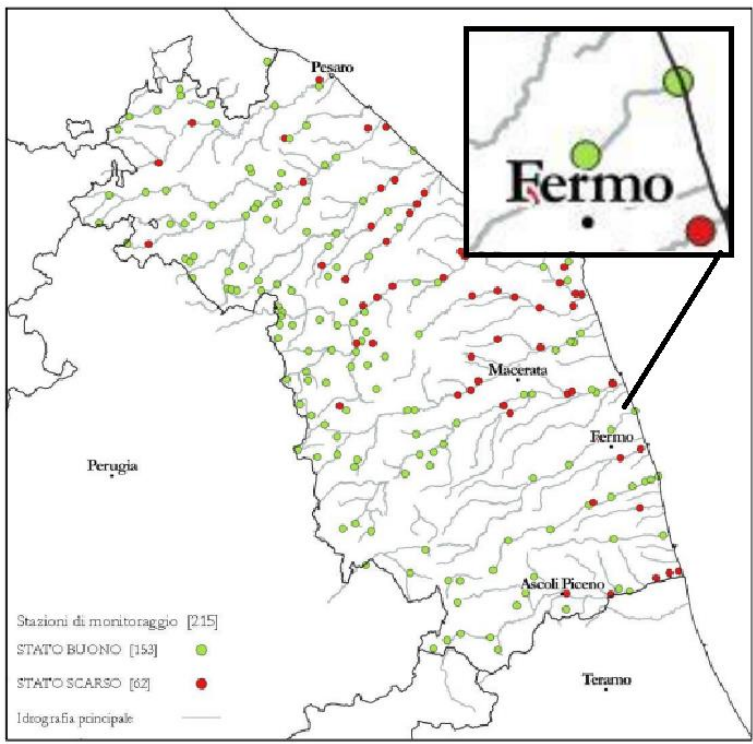 Pesaro
Fermo
Macerata
Fermo
Perugia
Ascoli Piceno
Stazioni di monitoraggio [215]
STATO BUONO [153]
STATO SCARSO [62]
Teramo
Idrografia principale